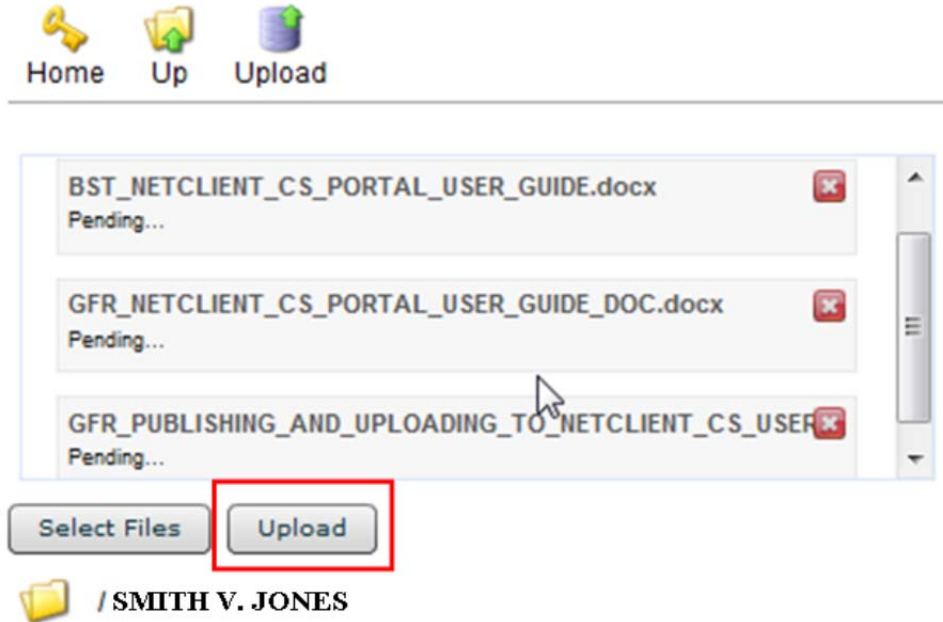 Home Up Upload
BST_NETCLIENT_CS_PORTAL_USER_GUIDE.docx
Pending...
GFR_NETCLIENT_CS_PORTAL_USER_GUIDE_DOC.docx
Pending...
GFR_PUBLISHING_AND_UPLOADING_TO_NETCLIENT_CS_USER
Pending...
Select Files Upload
/ SMITH V. JONES